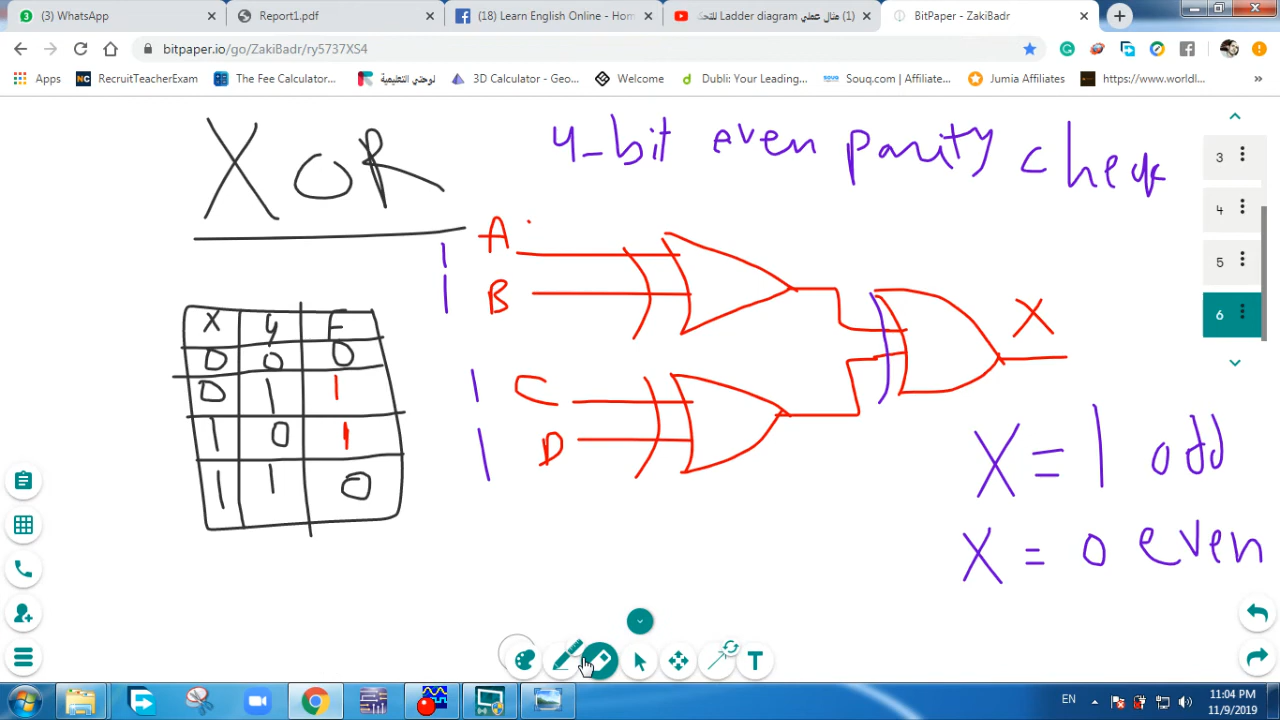 (3) WhatsApp
Report1.pdf
(18) Learn English Online - Hom
(1) مثال عملي Ladder diagram للتحك
BitPaper - ZakiBadr
bitpaper.io/go/ZakiBadr/ry5737XS4
Apps
RecruitTeacherExam
The Fee Calculator...
لوحتي التعليمية
3D Calculator - Geo...
Welcome
Dubli: Your Leading...
Souq.com | Affiliate...
Jumia Affiliates
https://www.worldl...
XOR
4-bit even parity check
A
B
C
D
1
1
1
1
X
X = 1 odd
X = 0 even
X Y F
0 0 0
0 1 1
1 0 1
1 1 0
3
4
5
6
T
EN
11:04 PM
11/9/2019